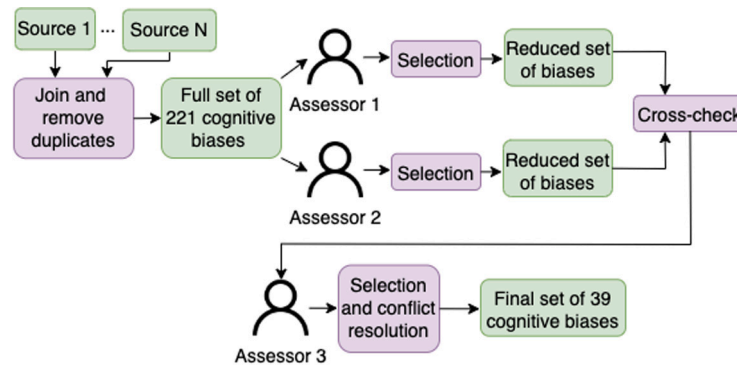 Source 1
...
Source N
Join and
remove
duplicates
Full set of
221 cognitive
biases
Assessor 1
Selection
Reduced set
of biases
Cross-check
Assessor 2
Selection
Reduced set
of biases
Assessor 3
Selection
and conflict
resolution
Final set of 39
cognitive biases